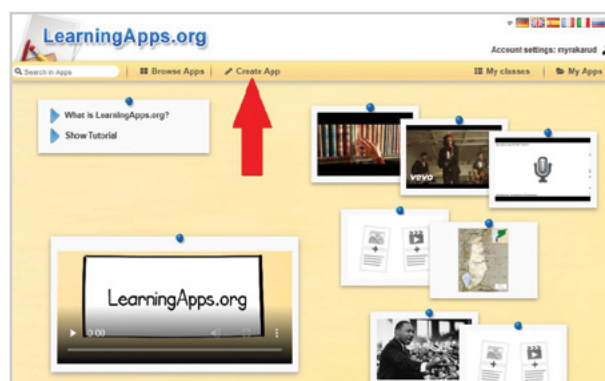 LearningApps.org
Account settings: myrakarud
Search in Apps
Browse Apps
Create App
My classes
My Apps
What is LearningApps.org?
Show Tutorial
vevo
LearningApps.org
0:00